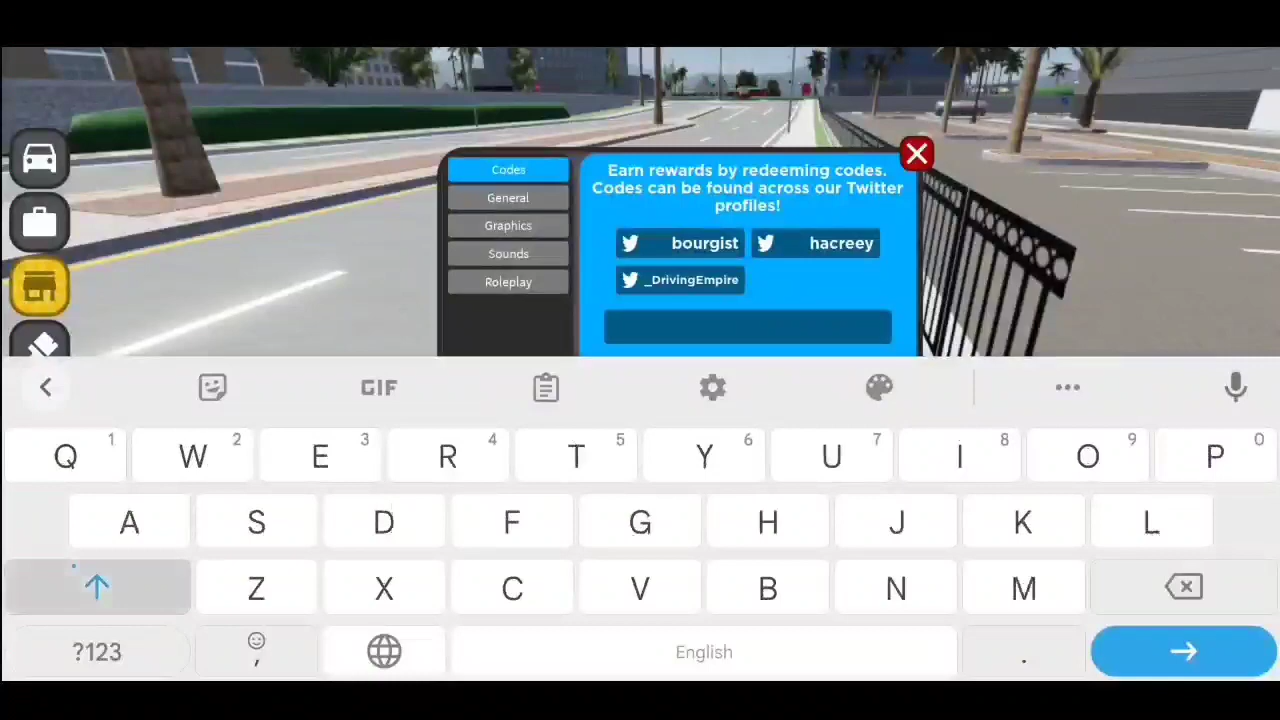 Codes
General
Graphics
Sounds
Roleplay
Earn rewards by redeeming codes.
Codes can be found across our Twitter
profiles!
bourgist
hacreey
_DrivingEmpire
GIF
Q 1 W 2 E 3 R 4 T 5 Y 6 U 7 I 8 O 9 P 0
A S D F G H J K L
Z X C V B N M
?123 , English .